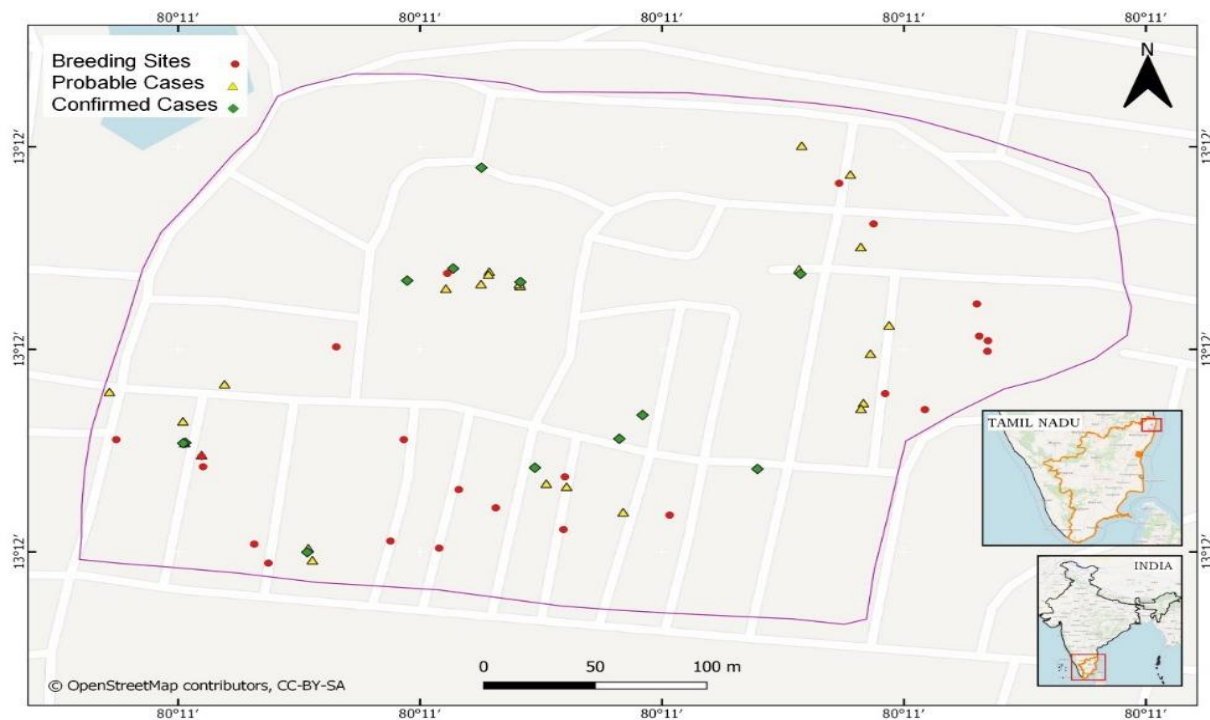 80°11′ 80°11′ 80°11′ 80°11′ 80°11′
Breeding Sites
Probable Cases
Confirmed Cases
N
13°12′ 13°12′
13°12′ 13°12′
TAMIL NADU
13°12′ 13°12′
INDIA
0 50 100 m
© OpenStreetMap contributors, CC-BY-SA
80°11′ 80°11′ 80°11′ 80°11′ 80°11′